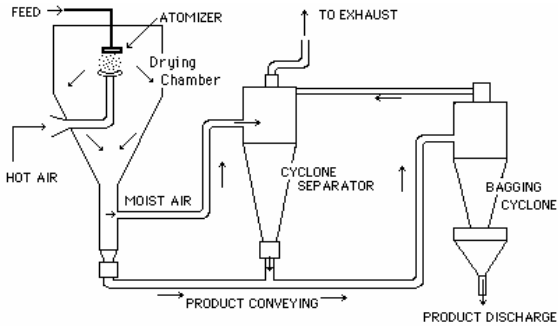 FEED
TO EXHAUST
ATOMIZER
Drying
Chamber
HOT AIR
MOIST AIR
CYCLONE
SEPARATOR
BAGGING
CYCLONE
PRODUCT CONVEYING
PRODUCT DISCHARGE